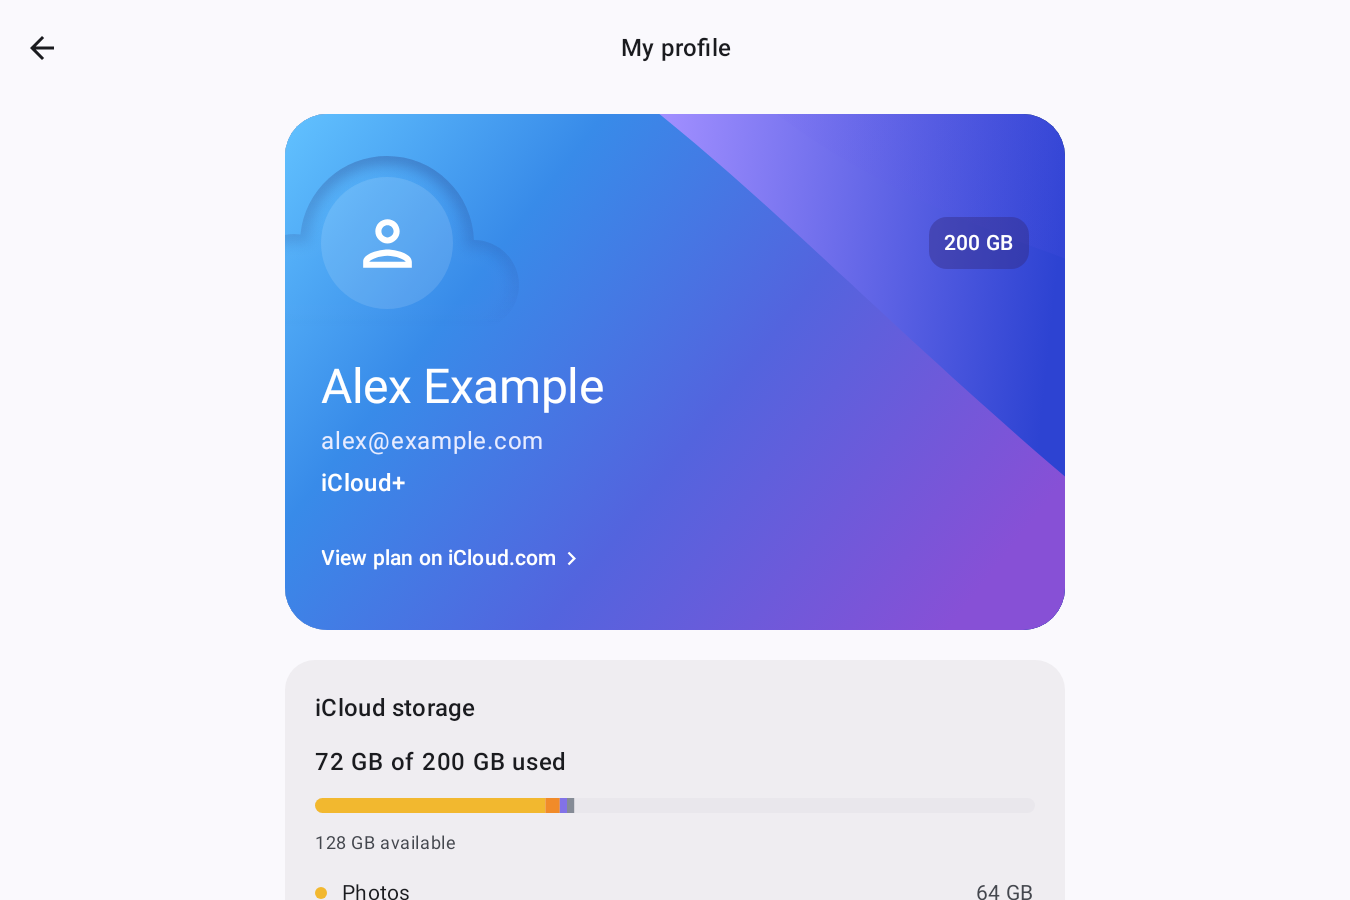 My profile
200 GB
Alex Example
alex@example.com
iCloud+
View plan on iCloud.com
iCloud storage
72 GB of 200 GB used
128 GB available
Photos 64 GB